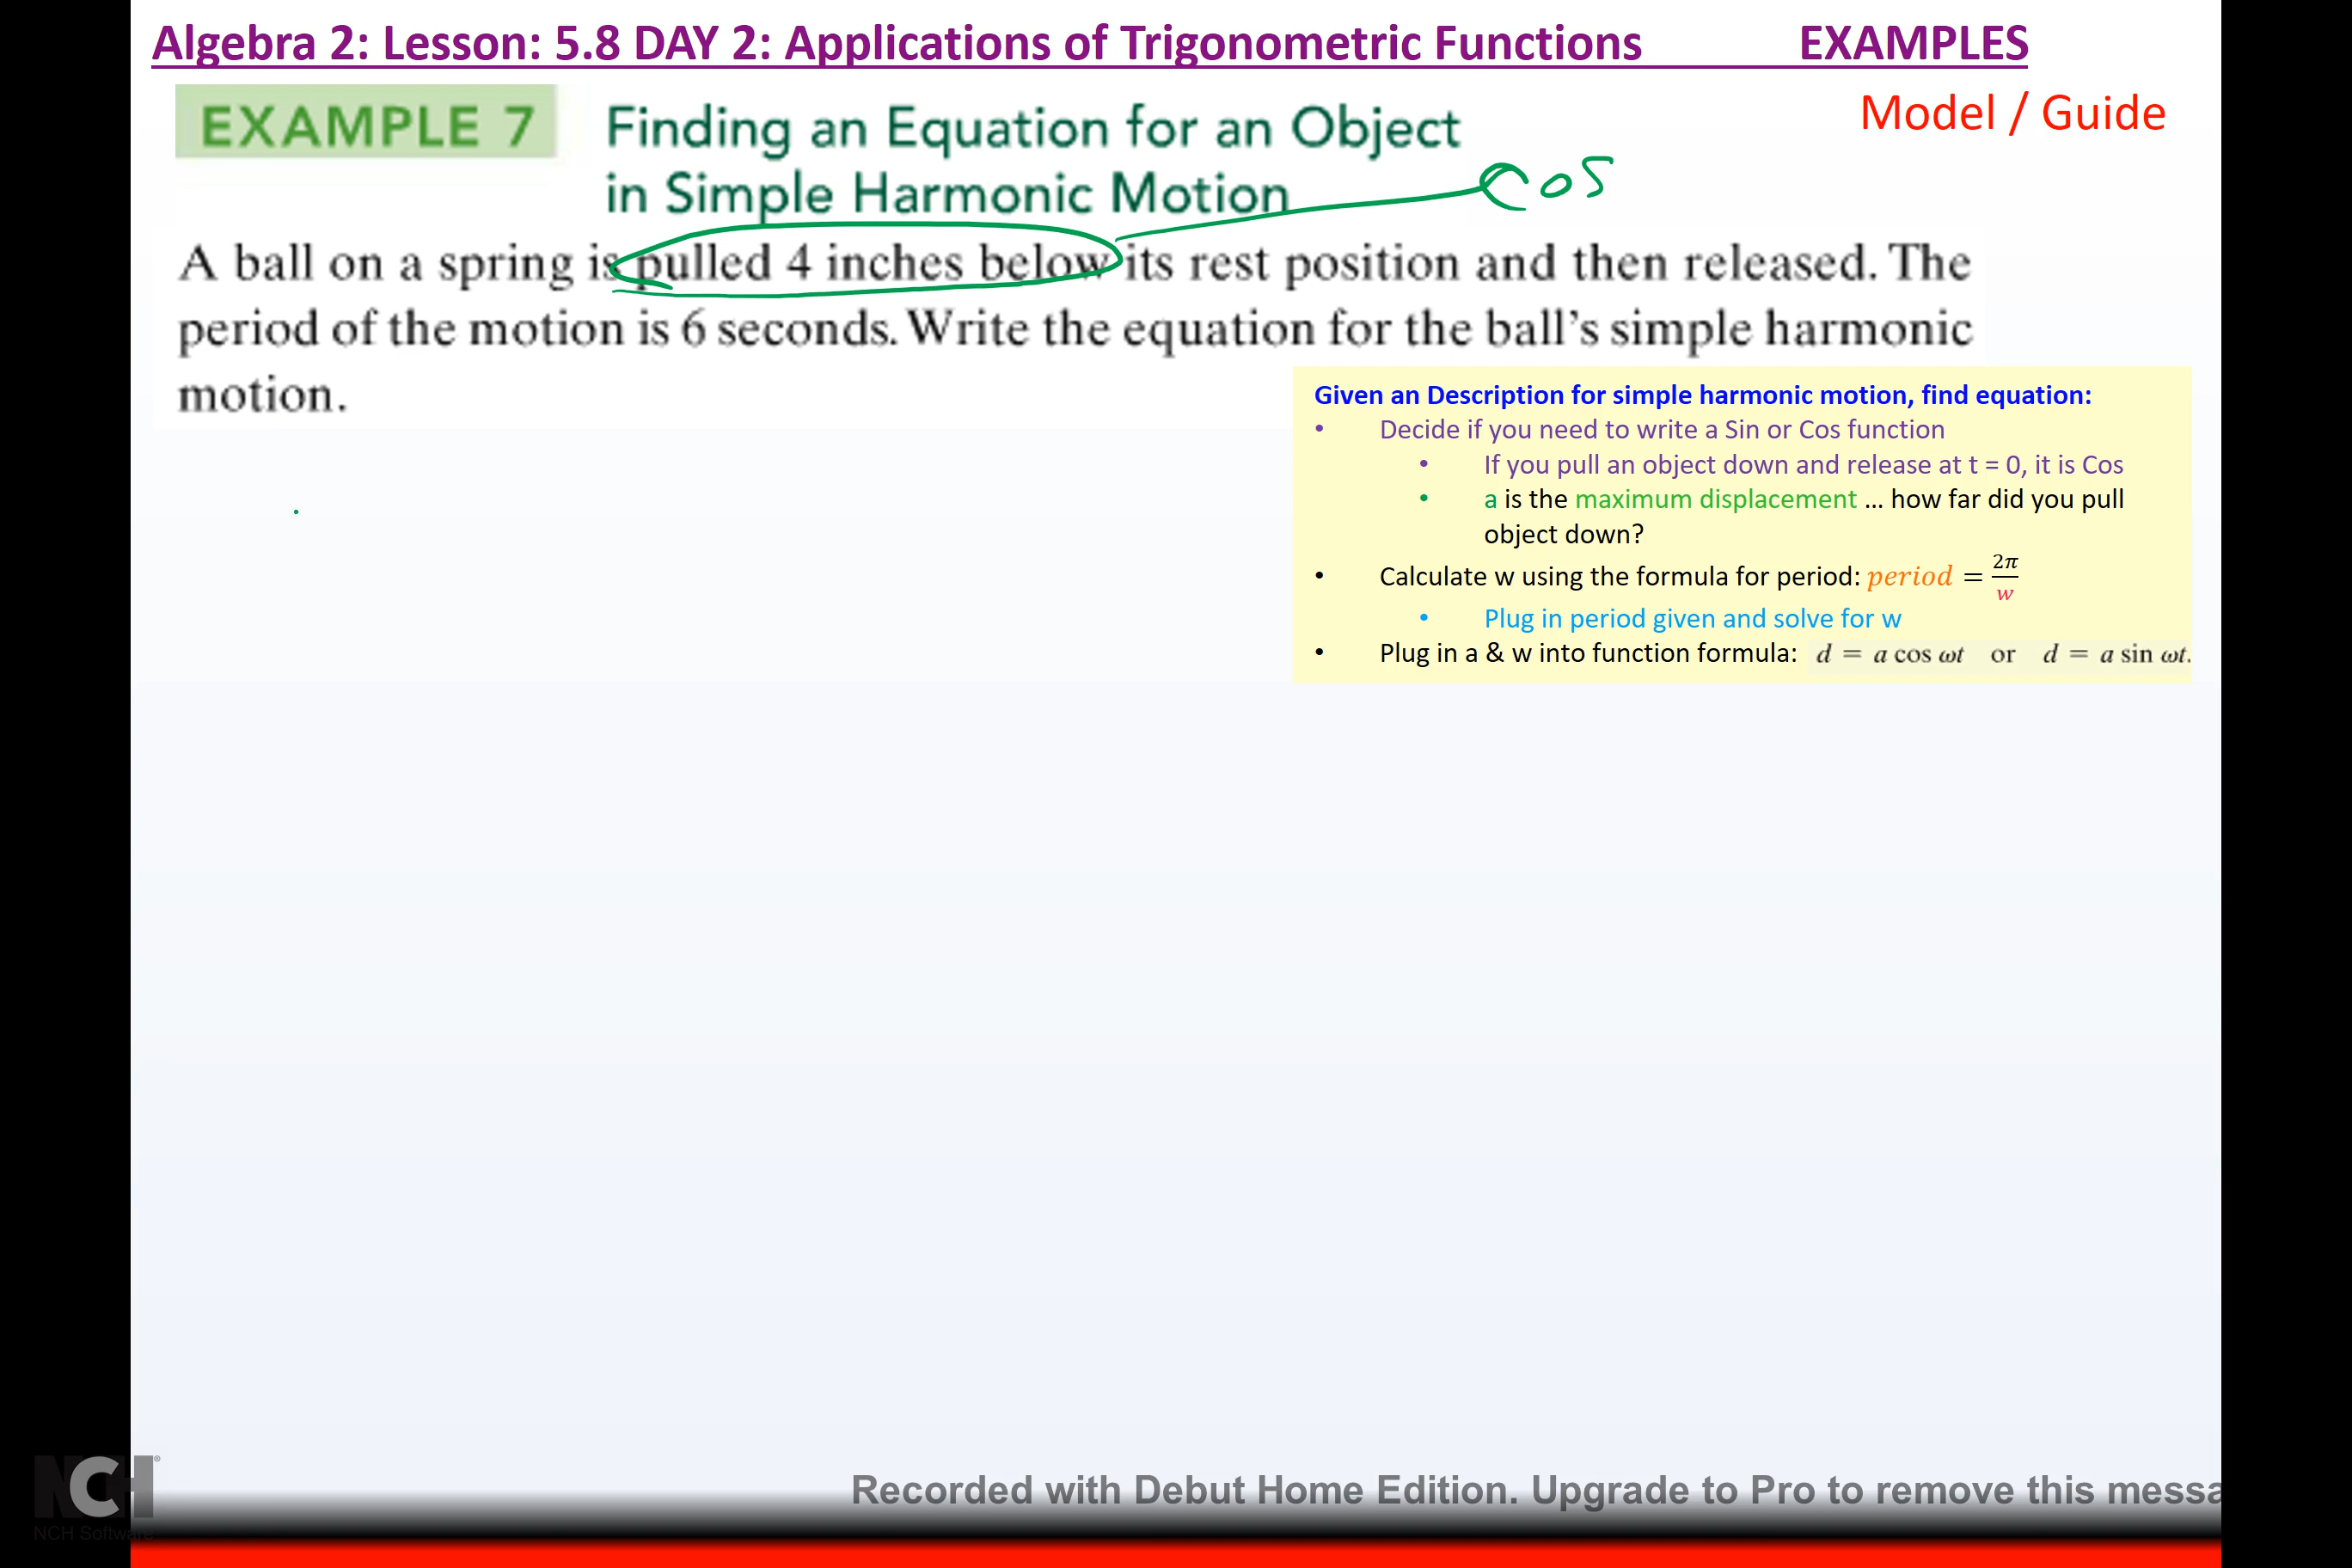 Algebra 2: Lesson: 5.8 DAY 2: Applications of Trigonometric Functions EXAMPLES
Model / Guide
EXAMPLE 7 Finding an Equation for an Object
in Simple Harmonic Motion
Cos
A ball on a spring is pulled 4 inches below its rest position and then released. The
period of the motion is 6 seconds. Write the equation for the ball's simple harmonic
motion.
Given an Description for simple harmonic motion, find equation:
• Decide if you need to write a Sin or Cos function
• If you pull an object down and release at t = 0, it is Cos
• a is the maximum displacement ... how far did you pull
object down?
• Calculate w using the formula for period: period = 2π/w
• Plug in period given and solve for w
• Plug in a & w into function formula: d = a cos ωt or d = a sin ωt.
NCH®
NCH Software
Recorded with Debut Home Edition. Upgrade to Pro to remove this messa